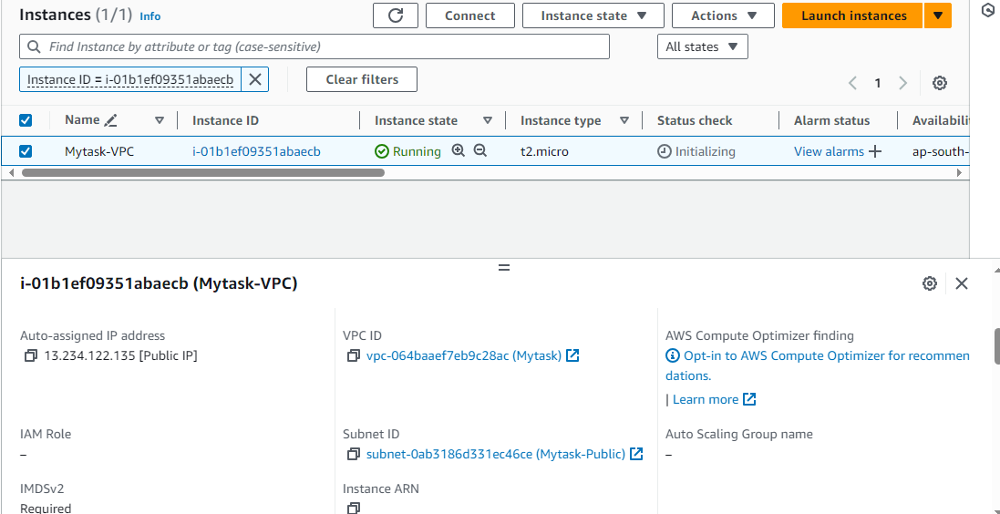 Instances (1/1) Info
Connect
Instance state
Actions
Launch instances
Find Instance by attribute or tag (case-sensitive)
All states
Instance ID = i-01b1ef09351abaecb
Clear filters
1
Name
Instance ID
Instance state
Instance type
Status check
Alarm status
Availabili
Mytask-VPC
i-01b1ef09351abaecb
Running
t2.micro
Initializing
View alarms
ap-south-
i-01b1ef09351abaecb (Mytask-VPC)
Auto-assigned IP address
13.234.122.135 [Public IP]
VPC ID
vpc-064baaef7eb9c28ac (Mytask)
AWS Compute Optimizer finding
Opt-in to AWS Compute Optimizer for recommen
dations.
| Learn more
IAM Role
–
Subnet ID
subnet-0ab3186d331ec46ce (Mytask-Public)
Auto Scaling Group name
–
IMDSv2
Required
Instance ARN